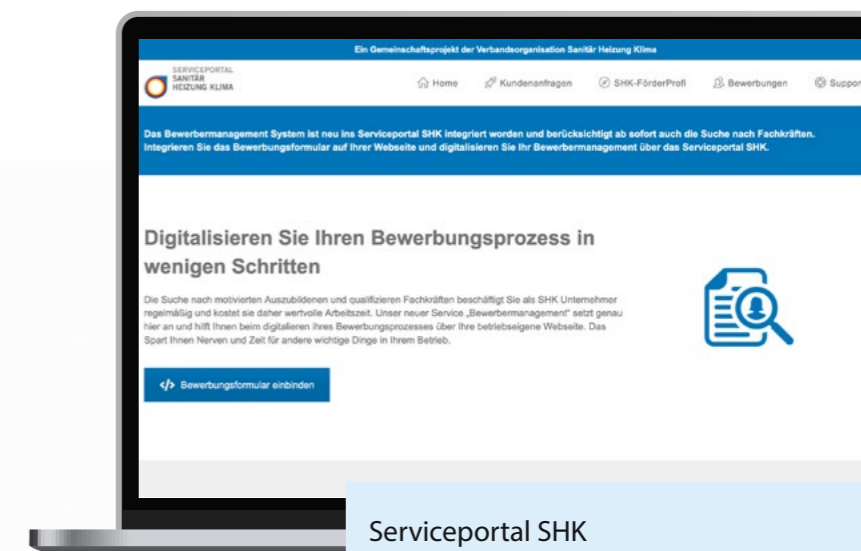 Ein Gemeinschaftsprojekt der Verbandsorganisation Sanitär Heizung Klima
SERVICEPORTAL
SANITÄR
HEIZUNG KLIMA
Home
Kundenanfragen
SHK-FörderProfi
Bewerbungen
Suppor
Das Bewerbermanagement System ist neu ins Serviceportal SHK integriert worden und berücksichtigt ab sofort auch die Suche nach Fachkräften.
Integrieren Sie das Bewerbungsformular auf Ihrer Webseite und digitalisieren Sie Ihr Bewerbermanagement über das Serviceportal SHK.
Digitalisieren Sie Ihren Bewerbungsprozess in
wenigen Schritten
Die Suche nach motivierten Auszubildenen und qualifizieren Fachkräften beschäftigt Sie als SHK Unternehmer
regelmäßig und kostet sie daher wertvolle Arbeitszeit. Unser neuer Service „Bewerbermanagement“ setzt genau
hier an und hilft Ihnen beim digitalieren ihres Bewerbungsprozesses über Ihre betriebseigene Webseite. Das
Spart Ihnen Nerven und Zeit für andere wichtige Dinge in Ihrem Betrieb.
</> Bewerbungsformular einbinden
Serviceportal SHK